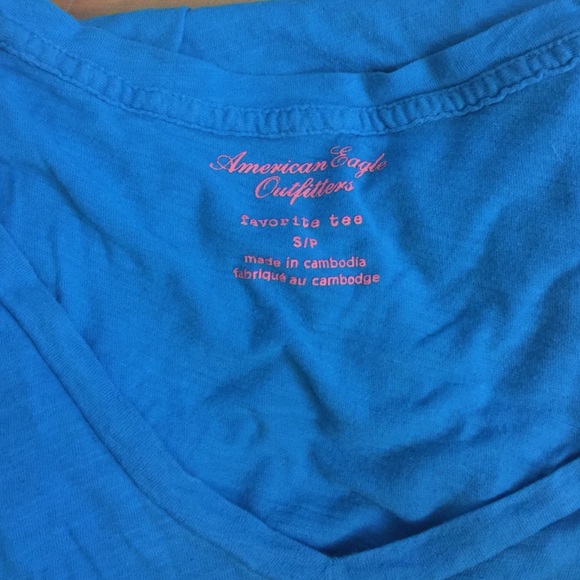 American Eagle
Outfitters
favorite tee
S/P
made in cambodia
fabriqué au cambodge